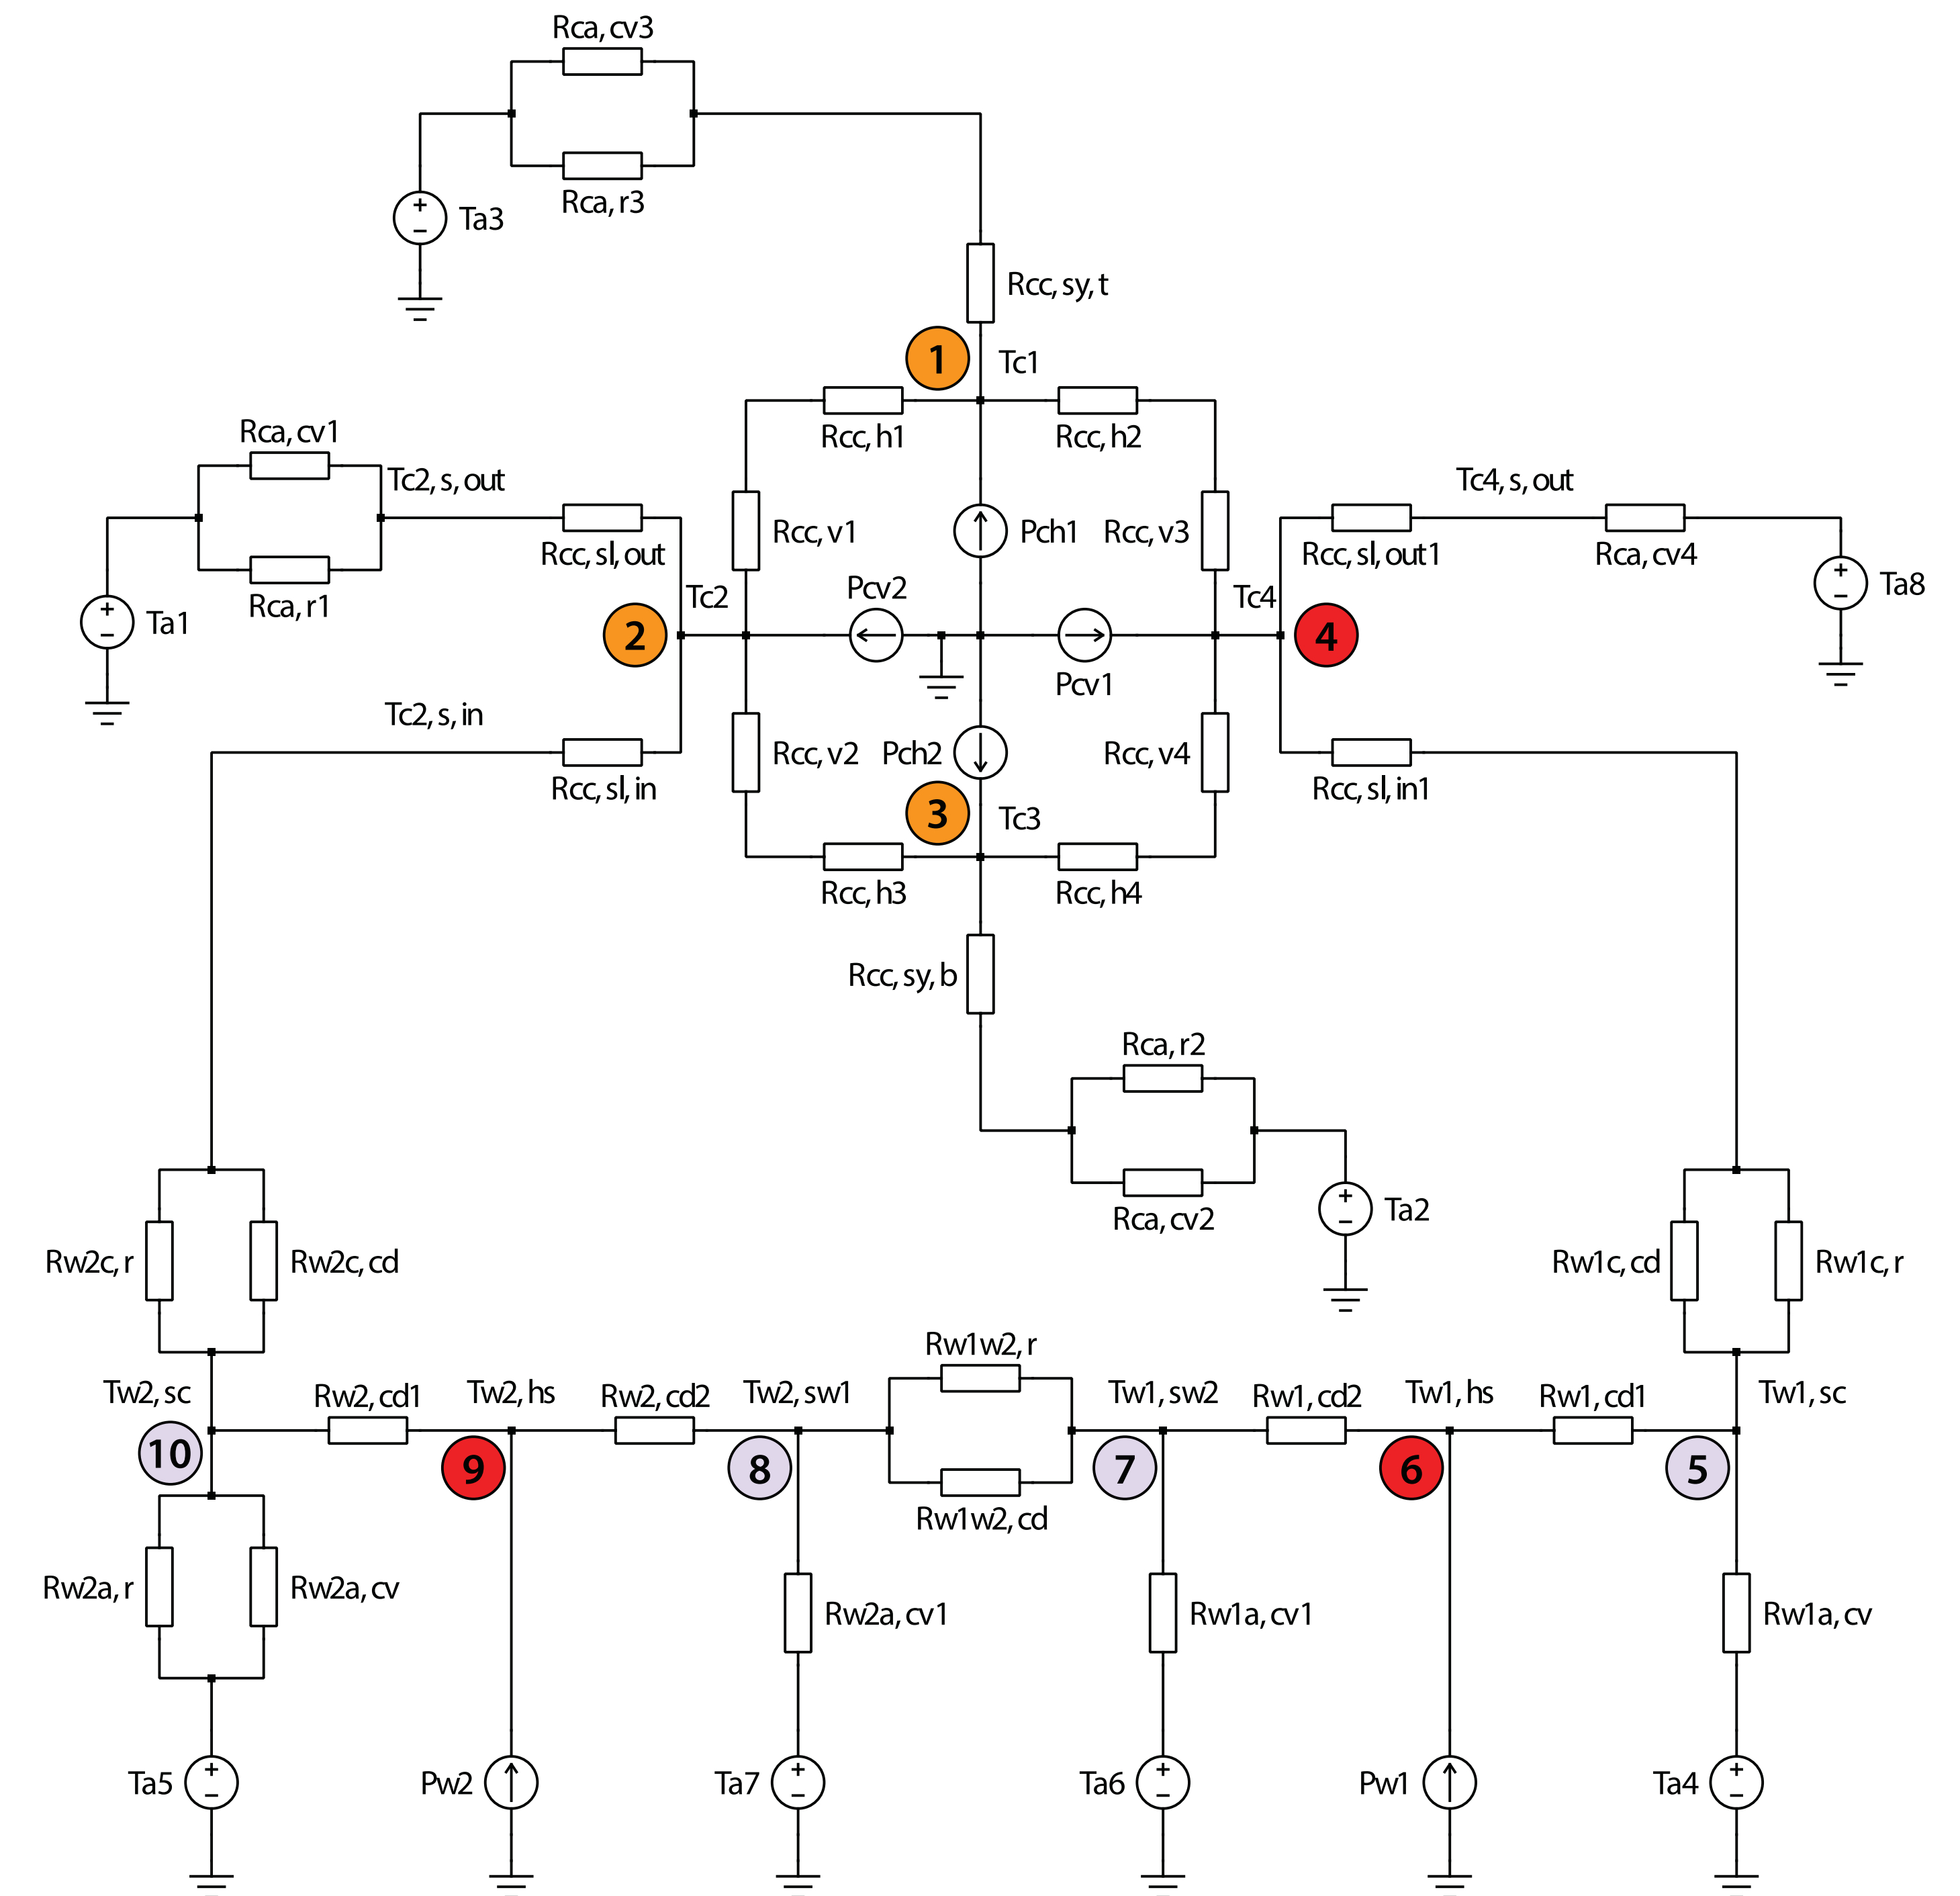 Rca, cv3
Rca, r3
Ta3
+
−
Rcc, sy, t
1
Tc1
Rcc, h1
Rcc, h2
Rca, cv1
Tc2, s, out
Rcc, v1
Pch1
Rcc, v3
Tc4, s, out
Rcc, sl, out
Rcc, sl, out1
Rca, cv4
Rca, r1
Ta1
+
−
Tc2
Pcv2
Tc4
Ta8
+
−
2
4
Pcv1
Tc2, s, in
Rcc, v2
Pch2
Rcc, v4
Rcc, sl, in
Rcc, sl, in1
3
Tc3
Rcc, h3
Rcc, h4
Rcc, sy, b
Rca, r2
Rca, cv2
Ta2
+
−
Rw2c, r
Rw2c, cd
Rw1c, cd
Rw1c, r
Rw1w2, r
Tw2, sc
Rw2, cd1
Tw2, hs
Rw2, cd2
Tw2, sw1
Tw1, sw2
Rw1, cd2
Tw1, hs
Rw1, cd1
Tw1, sc
10
9
8
7
6
5
Rw1w2, cd
Rw2a, r
Rw2a, cv
Rw2a, cv1
Rw1a, cv1
Rw1a, cv
Ta5
+
−
Pw2
Ta7
+
−
Ta6
+
−
Pw1
Ta4
+
−